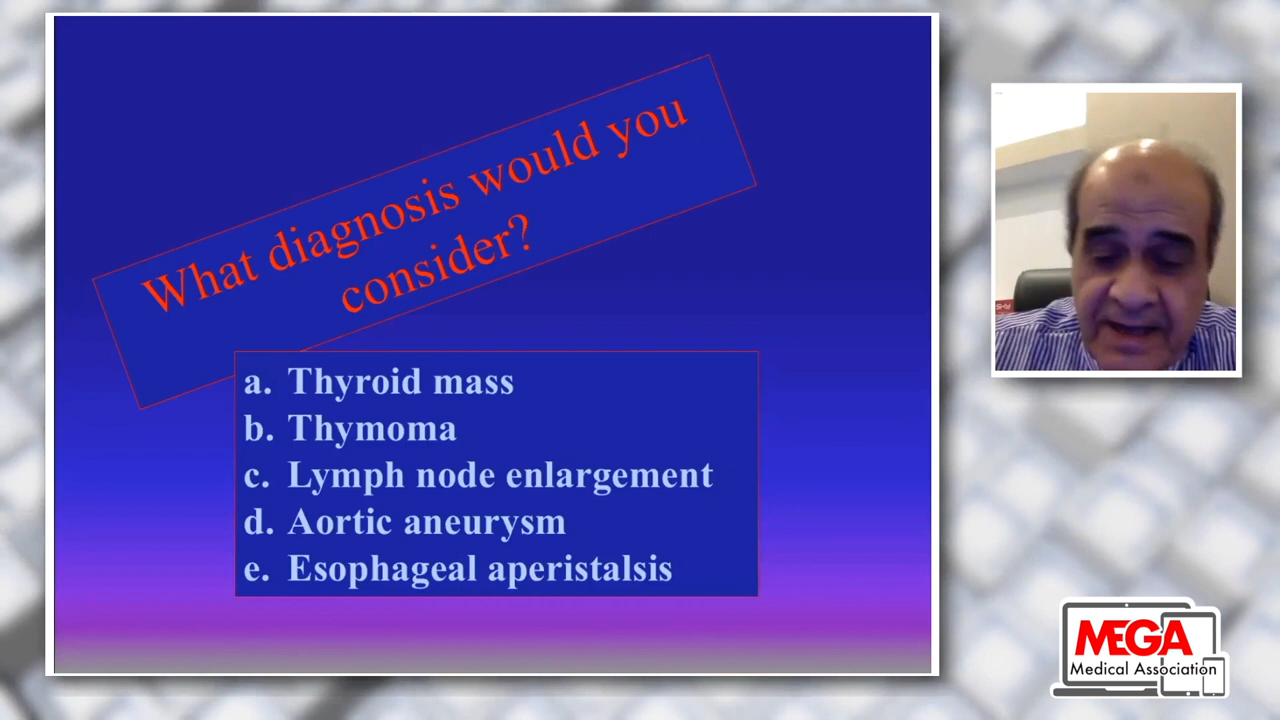 What diagnosis would you
consider?
a. Thyroid mass
b. Thymoma
c. Lymph node enlargement
d. Aortic aneurysm
e. Esophageal aperistalsis
MEGA
Medical Association